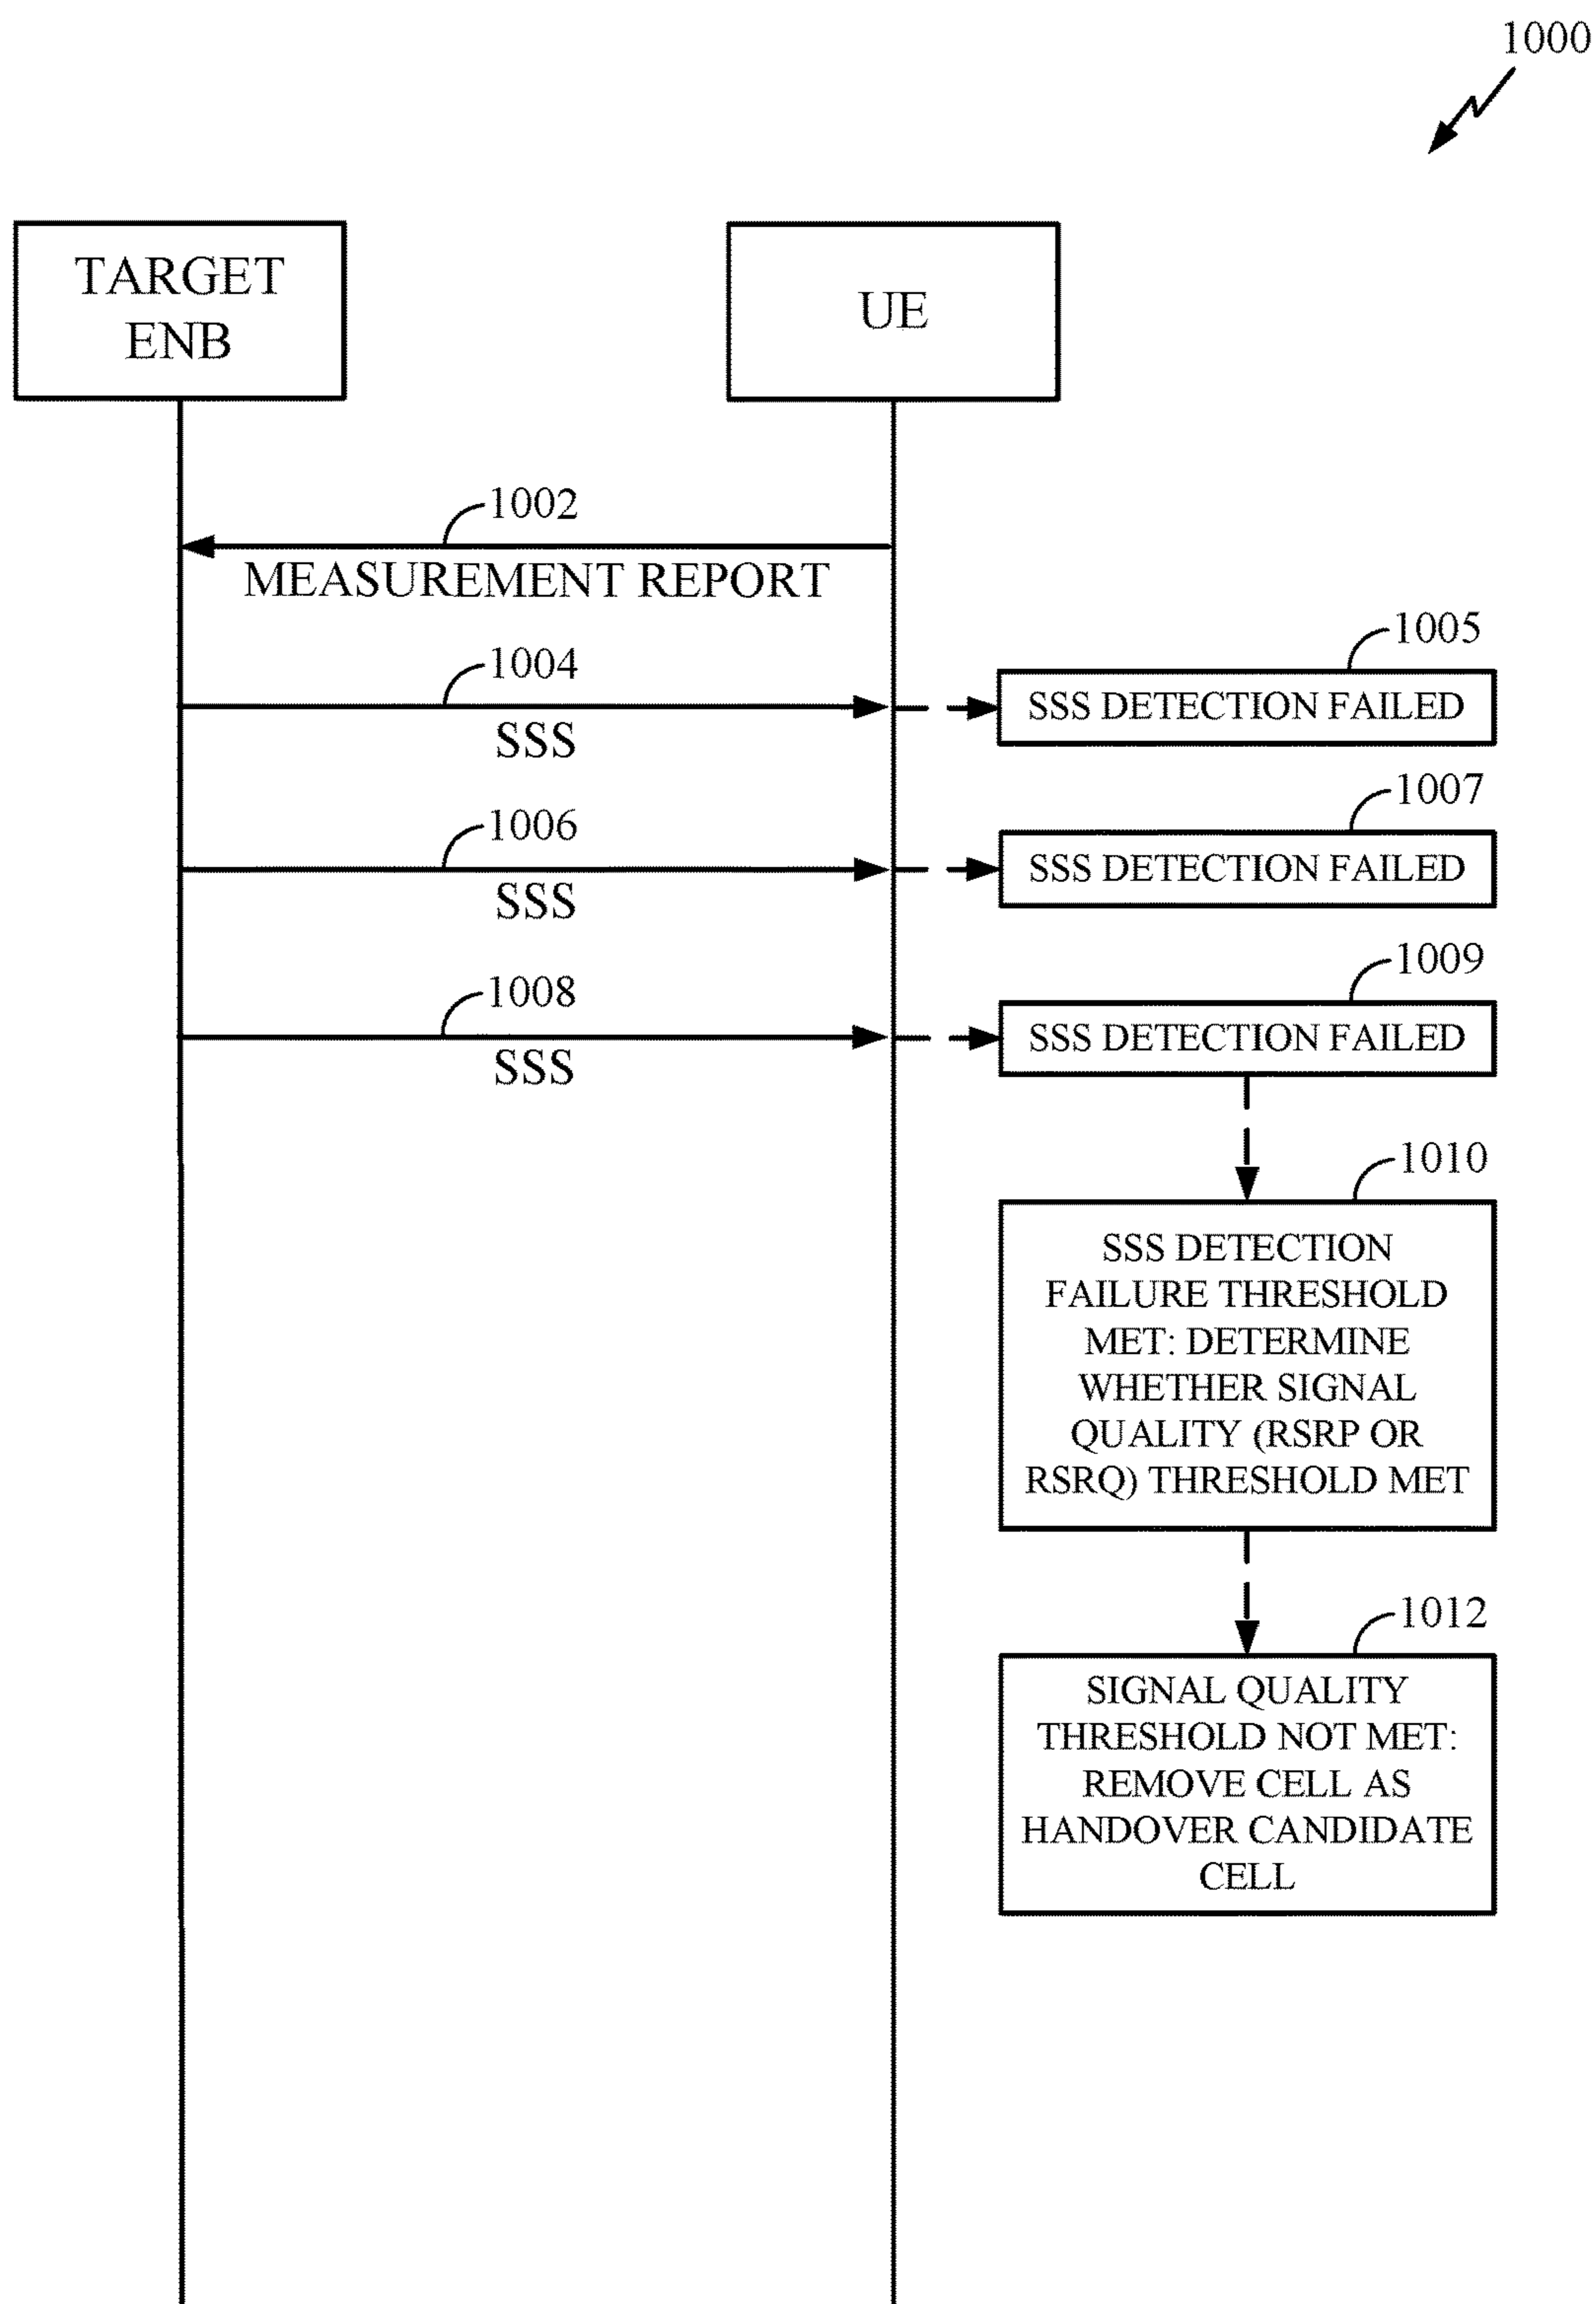 1000
TARGET
ENB
UE
1002
MEASUREMENT REPORT
1004
SSS
1005
SSS DETECTION FAILED
1006
SSS
1007
SSS DETECTION FAILED
1008
SSS
1009
SSS DETECTION FAILED
1010
SSS DETECTION
FAILURE THRESHOLD
MET: DETERMINE
WHETHER SIGNAL
QUALITY (RSRP OR
RSRQ) THRESHOLD MET
1012
SIGNAL QUALITY
THRESHOLD NOT MET:
REMOVE CELL AS
HANDOVER CANDIDATE
CELL